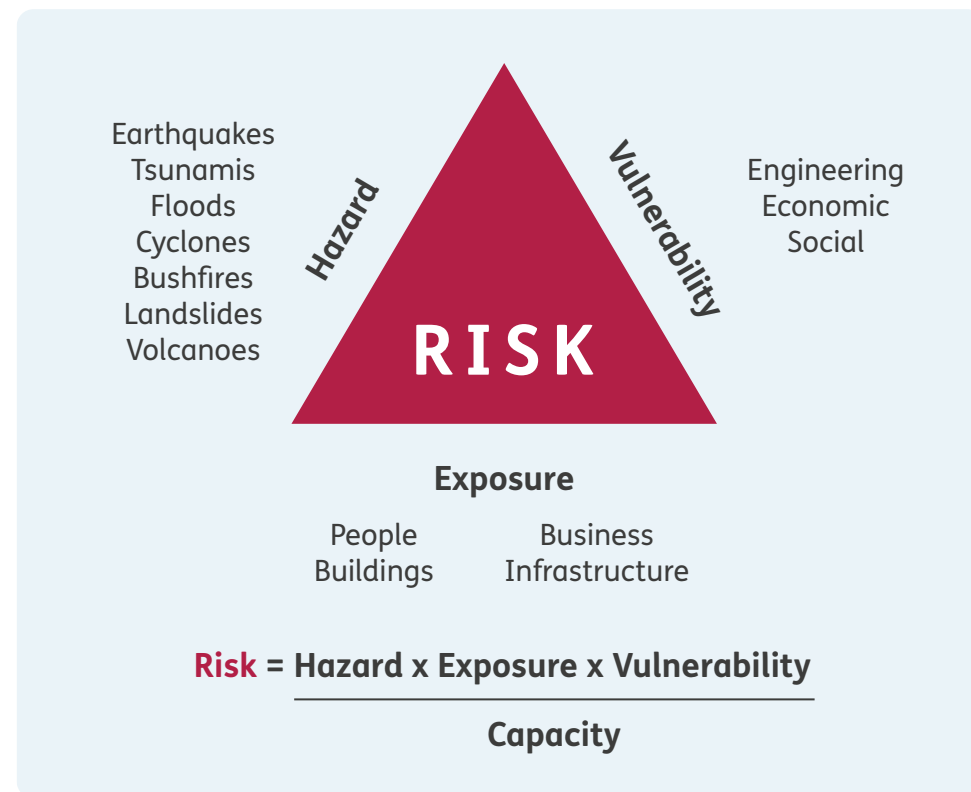 Earthquakes
Tsunamis
Floods
Cyclones
Bushfires
Landslides
Volcanoes
Hazard
Vulnerability
Engineering
Economic
Social
RISK
Exposure
People
Buildings
Business
Infrastructure
Risk = Hazard x Exposure x Vulnerability
Capacity